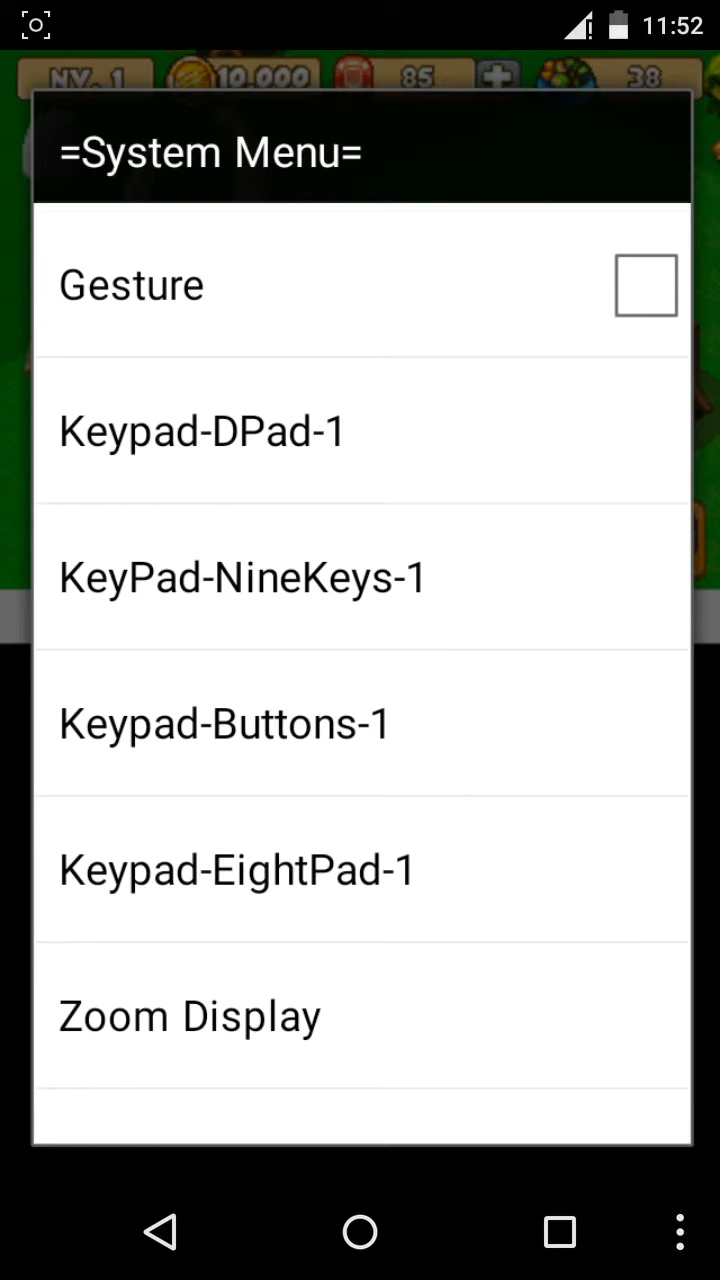 11:52
NV. 1 10.000 85 38
=System Menu=
Gesture
Keypad-DPad-1
KeyPad-NineKeys-1
Keypad-Buttons-1
Keypad-EightPad-1
Zoom Display